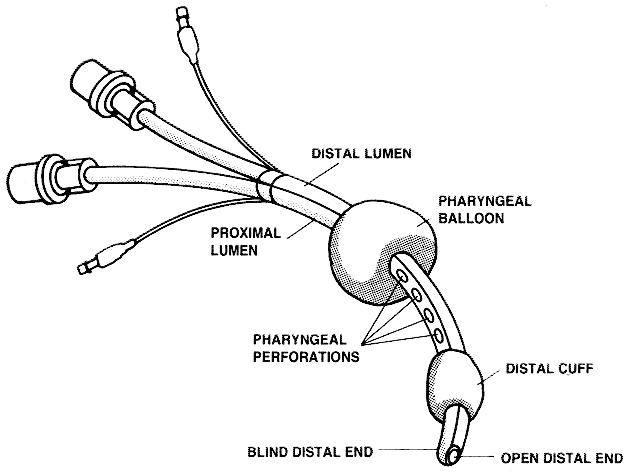 DISTAL LUMEN
PHARYNGEAL
BALLOON
PROXIMAL
LUMEN
PHARYNGEAL
PERFORATIONS
DISTAL CUFF
BLIND DISTAL END
OPEN DISTAL END